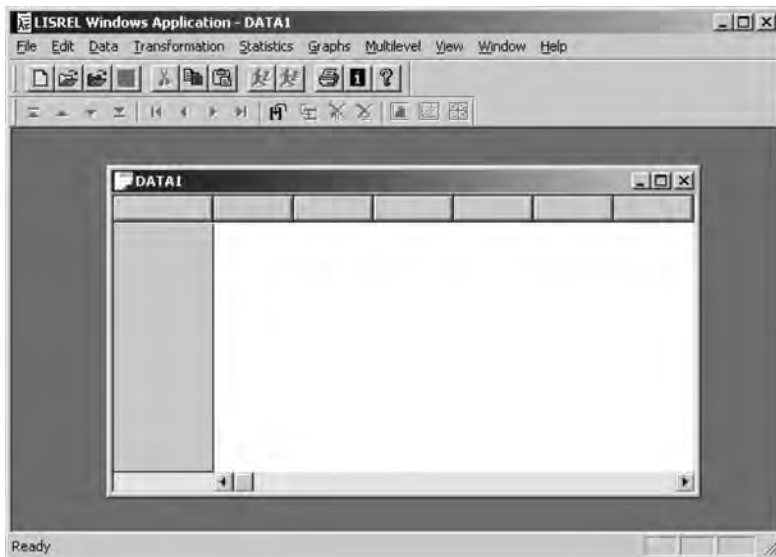 LISREL Windows Application - DATA1
File Edit Data Transformation Statistics Graphs Multilevel View Window Help
DATA1
Ready